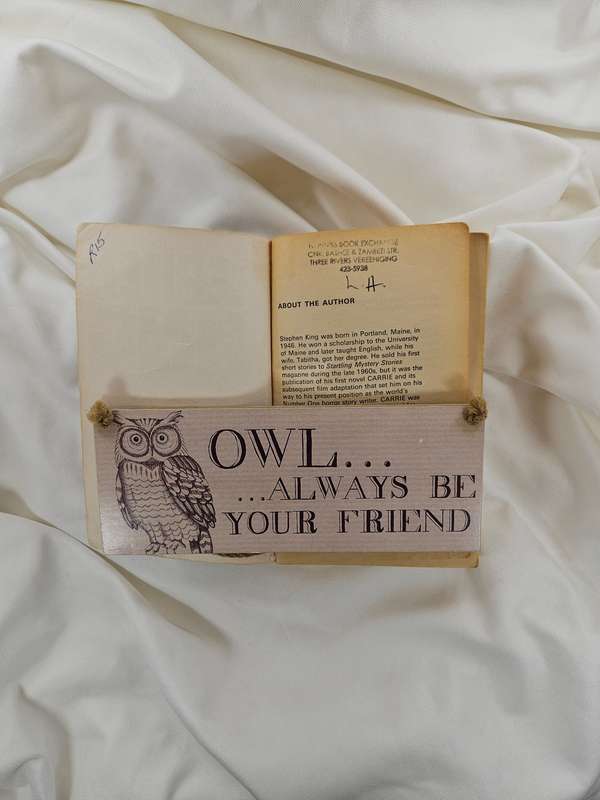 R15
BOOK EXCHANGE
CNR. BASHEE & ZAMBEZI STR.
THREE RIVERS VEREENIGING
423-5938
L.A.
ABOUT THE AUTHOR
Stephen King was born in Portland, Maine, in
1946. He won a scholarship to the University
of Maine and later taught English, while his
wife, Tabitha, got her degree. He sold his first
short stories to Startling Mystery Stories
magazine during the late 1960s, but it was the
publication of his first novel CARRIE and its
subsequent film adaptation that set him on his
way to his present position as the world's
Number One horror story writer. CARRIE was
OWL...
...ALWAYS BE
YOUR FRIEND